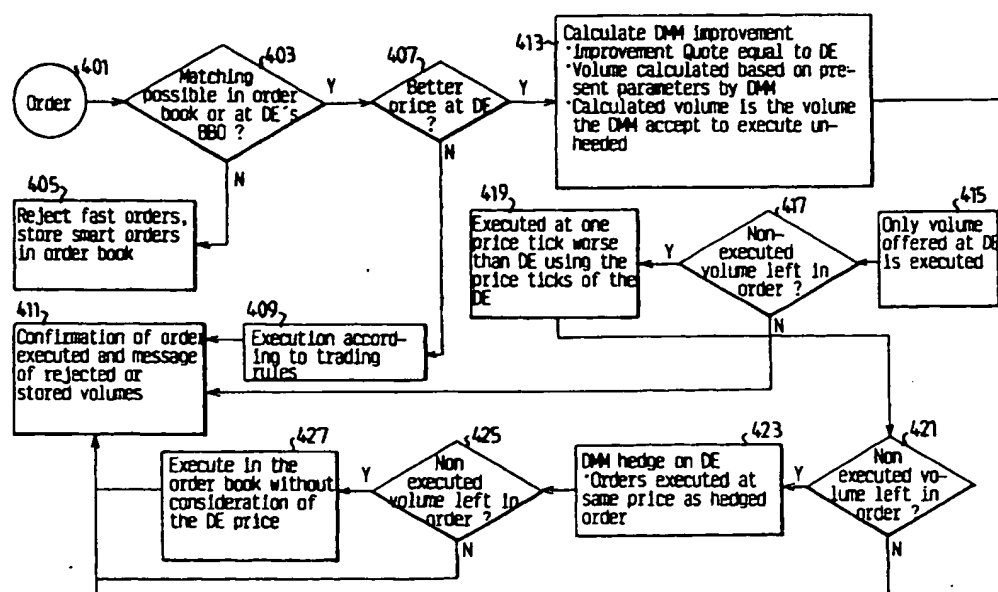 401
Order
403
Matching
possible in order
book or at DE's
BBO ?
Y
N
405
Reject fast orders,
store smart orders
in order book
407
Better
price at DE
?
Y
N
413
Calculate DMM improvement
'Improvement Quote equal to DE
'Volume calculated based on pre-
sent parameters by DMM
'Calculated volume is the volume
the DMM accept to execute un-
heeded
415
Only volume
offered at DE
is executed
417
Non-
executed
volume left in
order ?
Y
N
419
Executed at one
price tick worse
than DE using the
price ticks of the
DE
409
Execution accord-
ing to trading
rules
411
Confirmation of order
executed and message
of rejected or
stored volumes
421
Non
executed vo-
lume left in
order ?
Y
N
423
DMM hedge on DE
'Orders executed at
same price as hedged
order
425
Non
executed
volume left in
order ?
Y
N
427
Execute in the
order book without
consideration of
the DE price